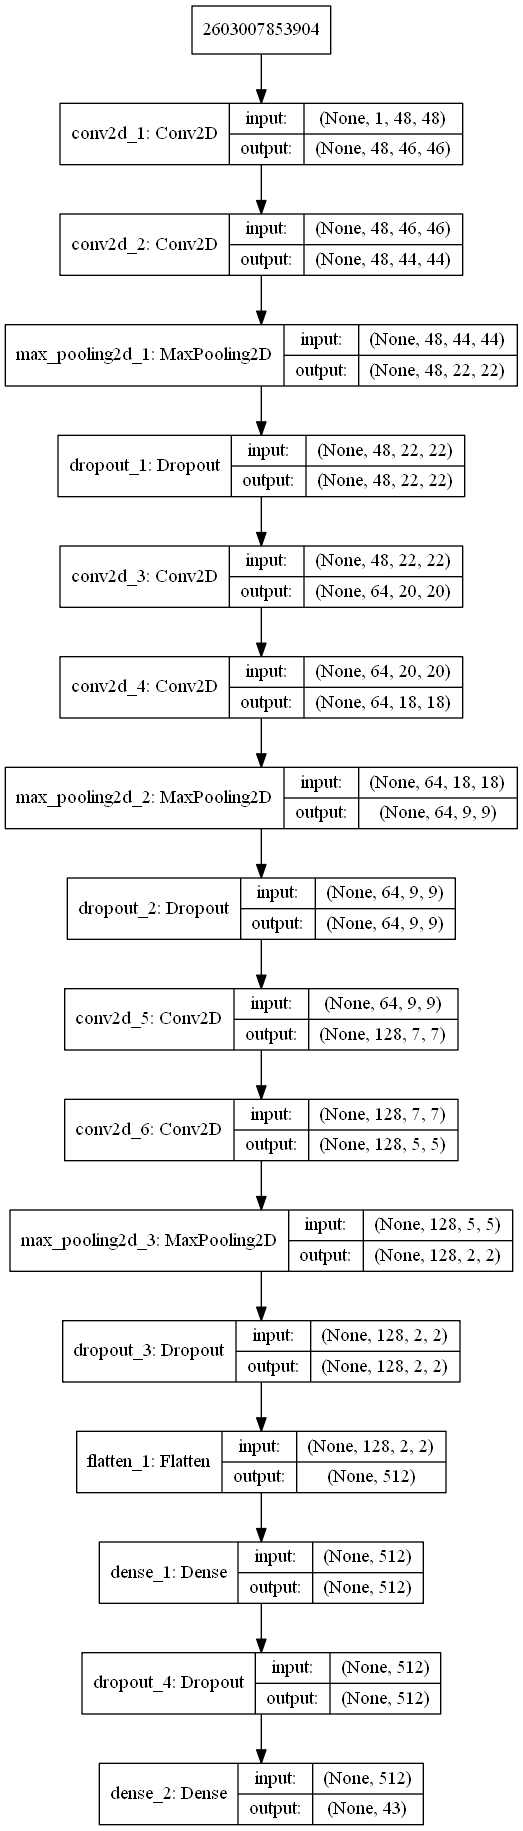 2603007853904
conv2d_1: Conv2D
input: (None, 1, 48, 48)
output: (None, 48, 46, 46)
conv2d_2: Conv2D
input: (None, 48, 46, 46)
output: (None, 48, 44, 44)
max_pooling2d_1: MaxPooling2D
input: (None, 48, 44, 44)
output: (None, 48, 22, 22)
dropout_1: Dropout
input: (None, 48, 22, 22)
output: (None, 48, 22, 22)
conv2d_3: Conv2D
input: (None, 48, 22, 22)
output: (None, 64, 20, 20)
conv2d_4: Conv2D
input: (None, 64, 20, 20)
output: (None, 64, 18, 18)
max_pooling2d_2: MaxPooling2D
input: (None, 64, 18, 18)
output: (None, 64, 9, 9)
dropout_2: Dropout
input: (None, 64, 9, 9)
output: (None, 64, 9, 9)
conv2d_5: Conv2D
input: (None, 64, 9, 9)
output: (None, 128, 7, 7)
conv2d_6: Conv2D
input: (None, 128, 7, 7)
output: (None, 128, 5, 5)
max_pooling2d_3: MaxPooling2D
input: (None, 128, 5, 5)
output: (None, 128, 2, 2)
dropout_3: Dropout
input: (None, 128, 2, 2)
output: (None, 128, 2, 2)
flatten_1: Flatten
input: (None, 128, 2, 2)
output: (None, 512)
dense_1: Dense
input: (None, 512)
output: (None, 512)
dropout_4: Dropout
input: (None, 512)
output: (None, 512)
dense_2: Dense
input: (None, 512)
output: (None, 43)